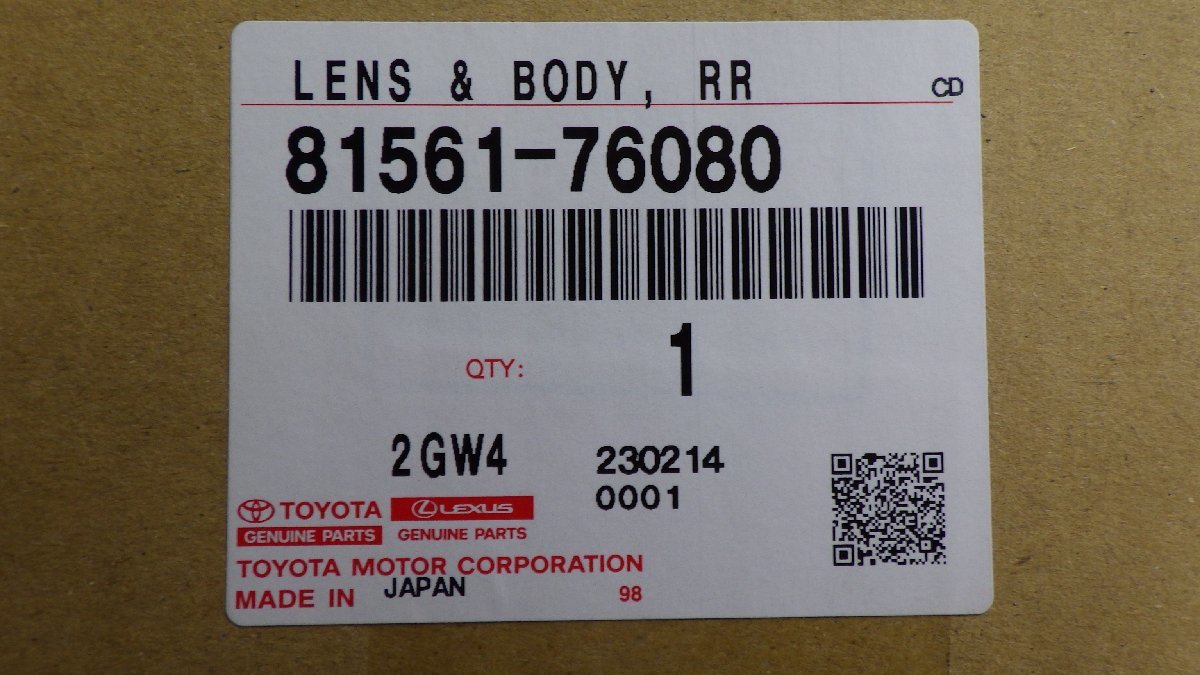 LENS & BODY, RR CD
81561-76080
QTY: 1
2GW4 230214
0001
TOYOTA LEXUS
GENUINE PARTS GENUINE PARTS
TOYOTA MOTOR CORPORATION
MADE IN JAPAN 98